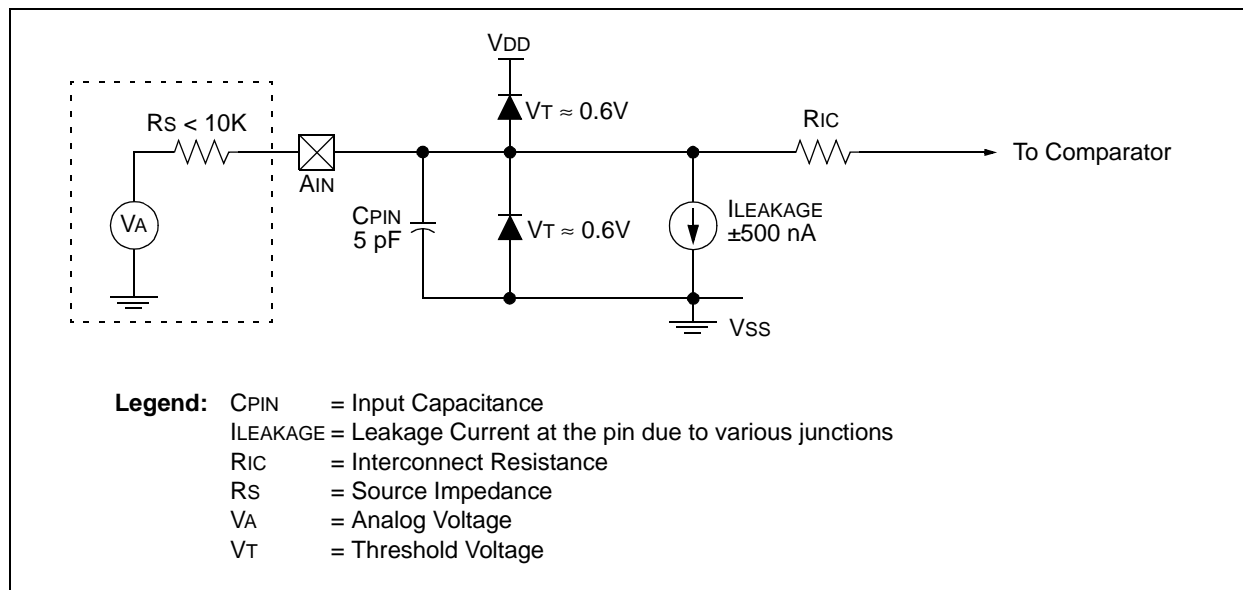 VDD
VT ≈ 0.6V
RS < 10K
RIC
AIN
To Comparator
VA
CPIN
5 pF
VT ≈ 0.6V
ILEAKAGE
±500 nA
VSS
Legend: CPIN = Input Capacitance
ILEAKAGE = Leakage Current at the pin due to various junctions
RIC = Interconnect Resistance
RS = Source Impedance
VA = Analog Voltage
VT = Threshold Voltage